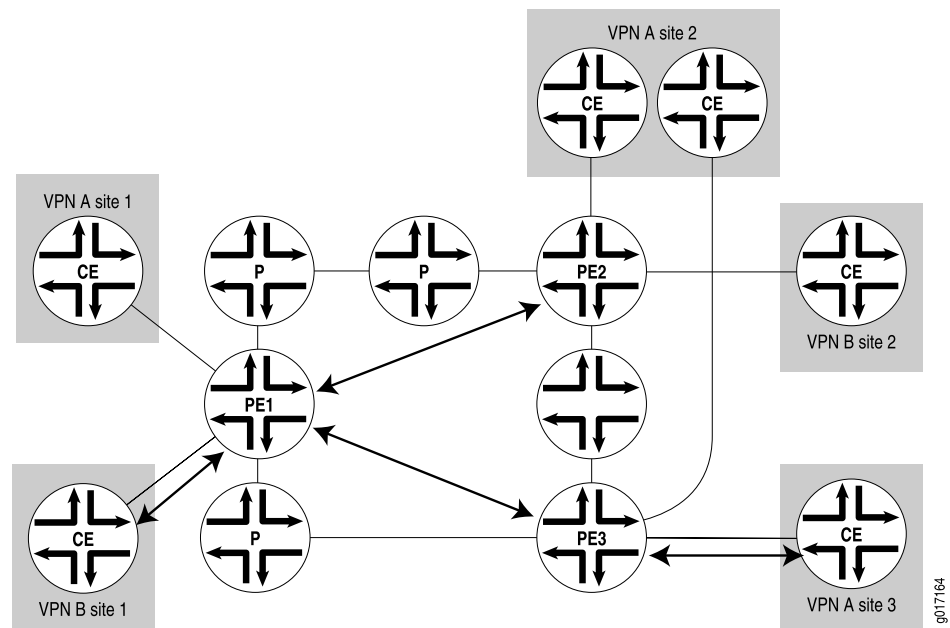 VPN A site 2
CE
CE
VPN A site 1
CE
P
P
PE2
CE
VPN B site 2
PE1
CE
VPN B site 1
P
PE3
CE
VPN A site 3
g017164